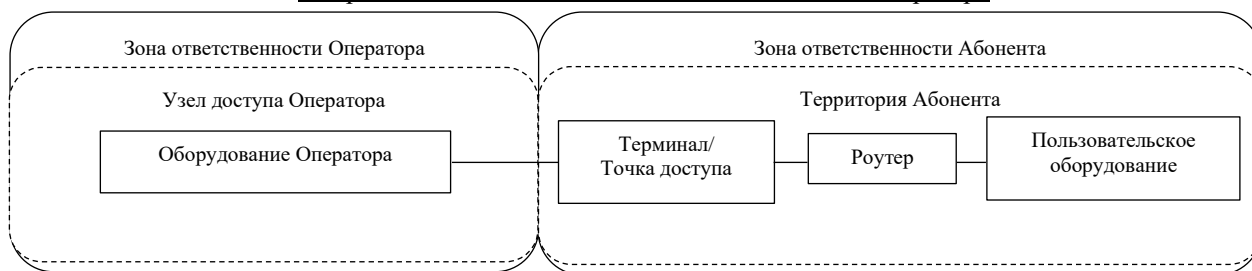 Зона ответственности Оператора
Зона ответственности Абонента
Узел доступа Оператора
Территория Абонента
Оборудование Оператора
Терминал/
Точка доступа
Роутер
Пользовательское
оборудование